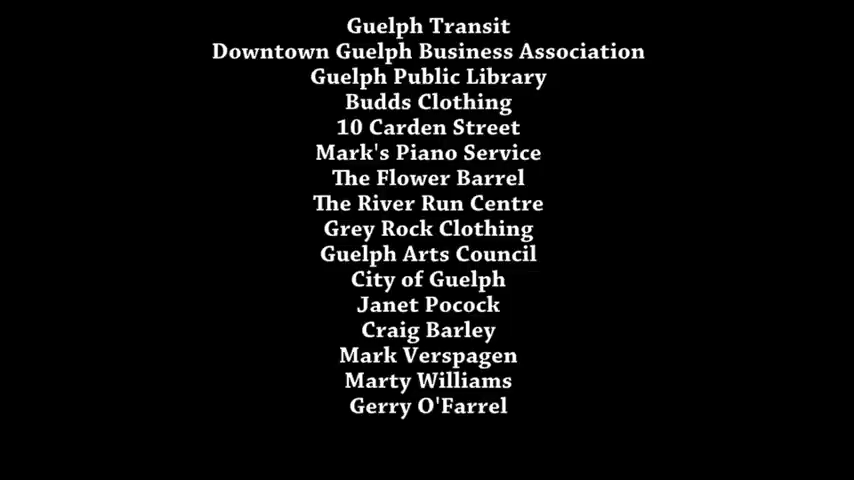 Guelph Transit
Downtown Guelph Business Association
Guelph Public Library
Budds Clothing
10 Carden Street
Mark's Piano Service
The Flower Barrel
The River Run Centre
Grey Rock Clothing
Guelph Arts Council
City of Guelph
Janet Pocock
Craig Barley
Mark Verspagen
Marty Williams
Gerry O'Farrel